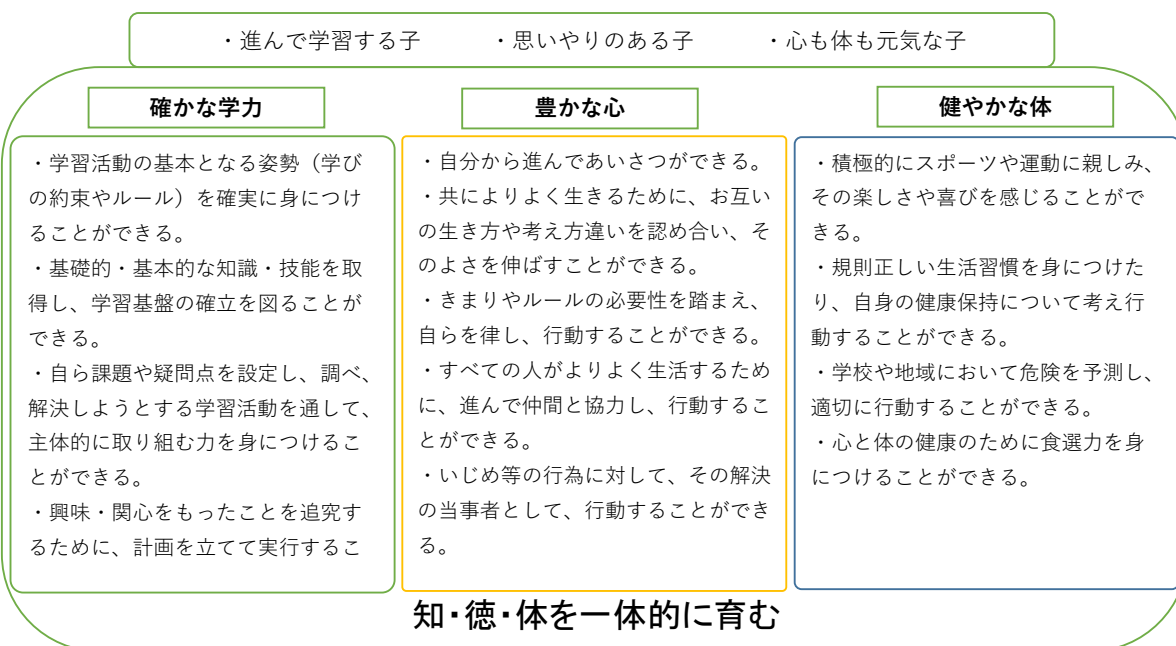 ・進んで学習する子　・思いやりのある子　・心も体も元気な子
確かな学力
・学習活動の基本となる姿勢（学び
の約束やルール）を確実に身につけ
ることができる。
・基礎的・基本的な知識・技能を取
得し、学習基盤の確立を図ることが
できる。
・自ら課題や疑問点を設定し、調べ、
解決しようとする学習活動を通して、
主体的に取り組む力を身につけるこ
とができる。
・興味・関心をもったことを追究す
るために、計画を立てて実行するこ
豊かな心
・自分から進んであいさつができる。
・共によりよく生きるために、お互い
の生き方や考え方違いを認め合い、そ
のよさを伸ばすことができる。
・きまりやルールの必要性を踏まえ、
自らを律し、行動することができる。
・すべての人がよりよく生活するため
に、進んで仲間と協力し、行動するこ
とができる。
・いじめ等の行為に対して、その解決
の当事者として、行動することができ
る。
健やかな体
・積極的にスポーツや運動に親しみ、
その楽しさや喜びを感じることがで
きる。
・規則正しい生活習慣を身につけた
り、自身の健康保持について考え行
動することができる。
・学校や地域において危険を予測し、
適切に行動することができる。
・心と体の健康のために食選力を身
につけることができる。
知・徳・体を一体的に育む